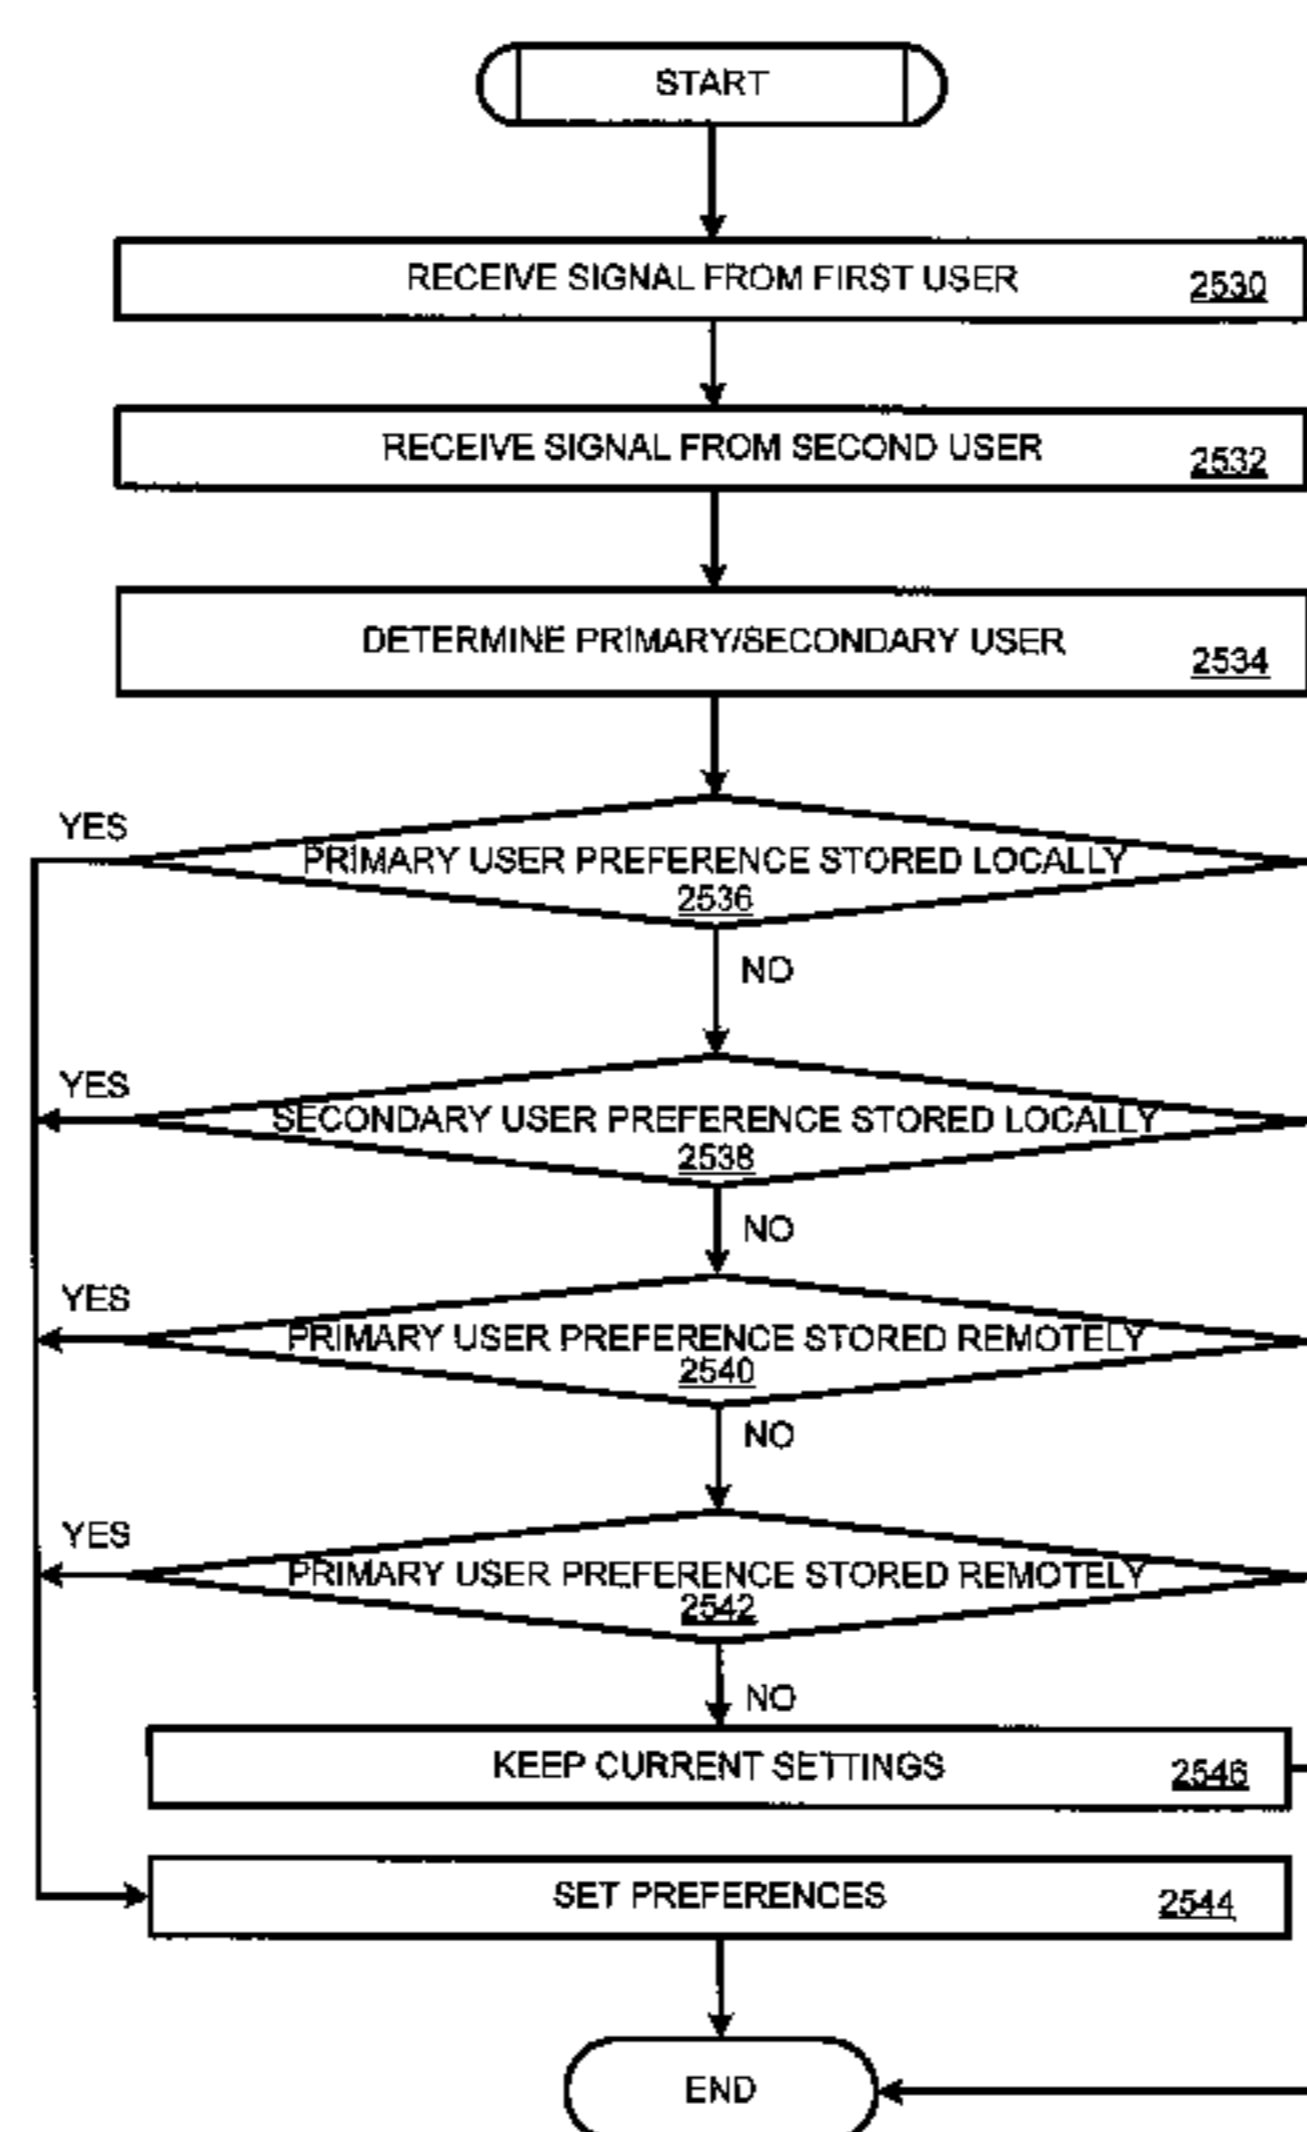 START
RECEIVE SIGNAL FROM FIRST USER 2530
RECEIVE SIGNAL FROM SECOND USER 2532
DETERMINE PRIMARY/SECONDARY USER 2534
YES
PRIMARY USER PREFERENCE STORED LOCALLY
2536
NO
YES
SECONDARY USER PREFERENCE STORED LOCALLY
2538
NO
YES
PRIMARY USER PREFERENCE STORED REMOTELY
2540
NO
YES
PRIMARY USER PREFERENCE STORED REMOTELY
2542
NO
KEEP CURRENT SETTINGS 2546
SET PREFERENCES 2544
END